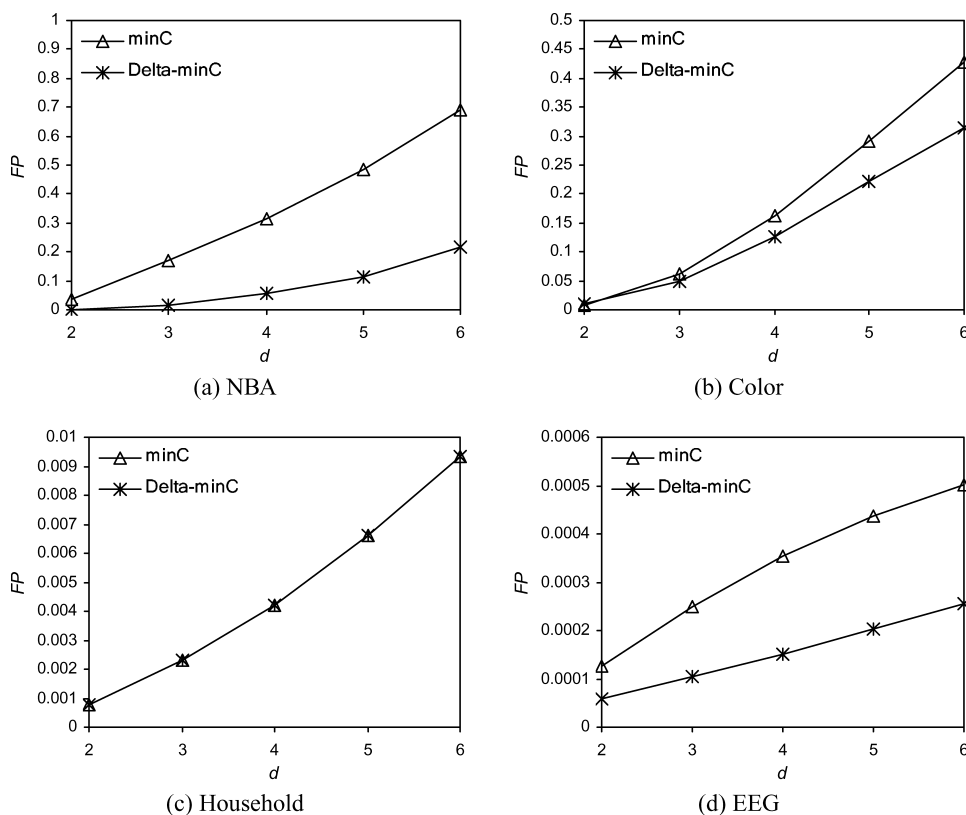 1
0.9
0.8
0.7
0.6
0.5
0.4
0.3
0.2
0.1
0
FP
minC
Delta-minC
2 3 4 5 6
d
(a) NBA
0.5
0.45
0.4
0.35
0.3
0.25
0.2
0.15
0.1
0.05
0
FP
minC
Delta-minC
2 3 4 5 6
d
(b) Color
0.01
0.009
0.008
0.007
0.006
0.005
0.004
0.003
0.002
0.001
0
FP
minC
Delta-minC
2 3 4 5 6
d
(c) Household
0.0006
0.0005
0.0004
0.0003
0.0002
0.0001
0
FP
minC
Delta-minC
2 3 4 5 6
d
(d) EEG